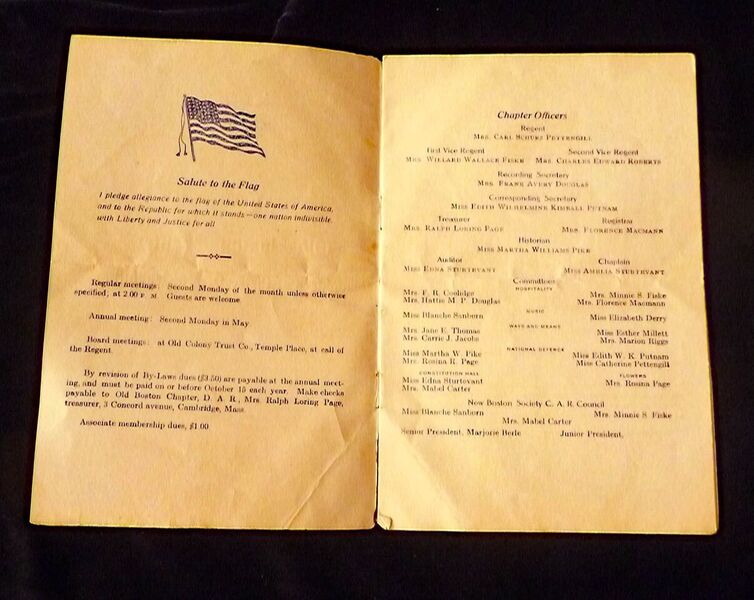 Salute to the Flag
I pledge allegiance to the flag of the United States of America,
and to the Republic for which it stands—one nation indivisible,
with Liberty and Justice for all
Regular meetings: Second Monday of the month unless otherwise
specified; at 2.00 P. M. Guests are welcome.
Annual meeting: Second Monday in May
Board meetings: at Old Colony Trust Co., Temple Place, at call of
the Regent.
By revision of By-Laws dues ($3.50) are payable at the annual meet-
ing, and must be paid on or before October 15 each year. Make checks
payable to Old Boston Chapter, D. A. R., Mrs. Ralph Loring Page,
treasurer, 3 Concord avenue, Cambridge, Mass.
Associate membership dues, $1.00
Chapter Officers
Regent
Mrs. Carl Schurz Pettengill
First Vice Regent Second Vice Regent
Mrs. Willard Wallace Fiske Mrs. Charles Edward Roberts
Recording Secretary
Mrs. Frank Avery Douglas
Corresponding Secretary
Miss Edith Wilhelmine Kimball Putnam
Treasurer Registrar
Mrs. Ralph Loring Page Mrs. Florence Macmann
Historian
Miss Martha Williams Pike
Auditor Chaplain
Miss Edna Sturtevant Miss Amelia Sturtevant
Committees
HOSPITALITY
Mrs. F. R. Coolidge Mrs. Minnie S. Fiske
Mrs. Hattie M. P. Douglas Mrs. Florence Macmann
MUSIC
Miss Blanche Sanbern Miss Elizabeth Derry
WAYS AND MEANS
Mrs. Jane E. Thomas Miss Esther Millett
Mrs. Carrie J. Jacobs Mrs. Marion Riggs
NATIONAL DEFENCE
Miss Martha W. Pike Miss Edith W. K. Putnam
Mrs. Rosina R. Page Miss Catherine Pettengill
CONSTITUTION HALL FLOWERS
Miss Edna Sturtevant Mrs. Rosina Page
Mrs. Mabel Carter
Now Boston Society C. A. R. Council
Miss Blanche Sanbern Mrs. Minnie S. Fiske
Mrs. Mabel Carter
Senior President, Marjorie Berle Junior President,